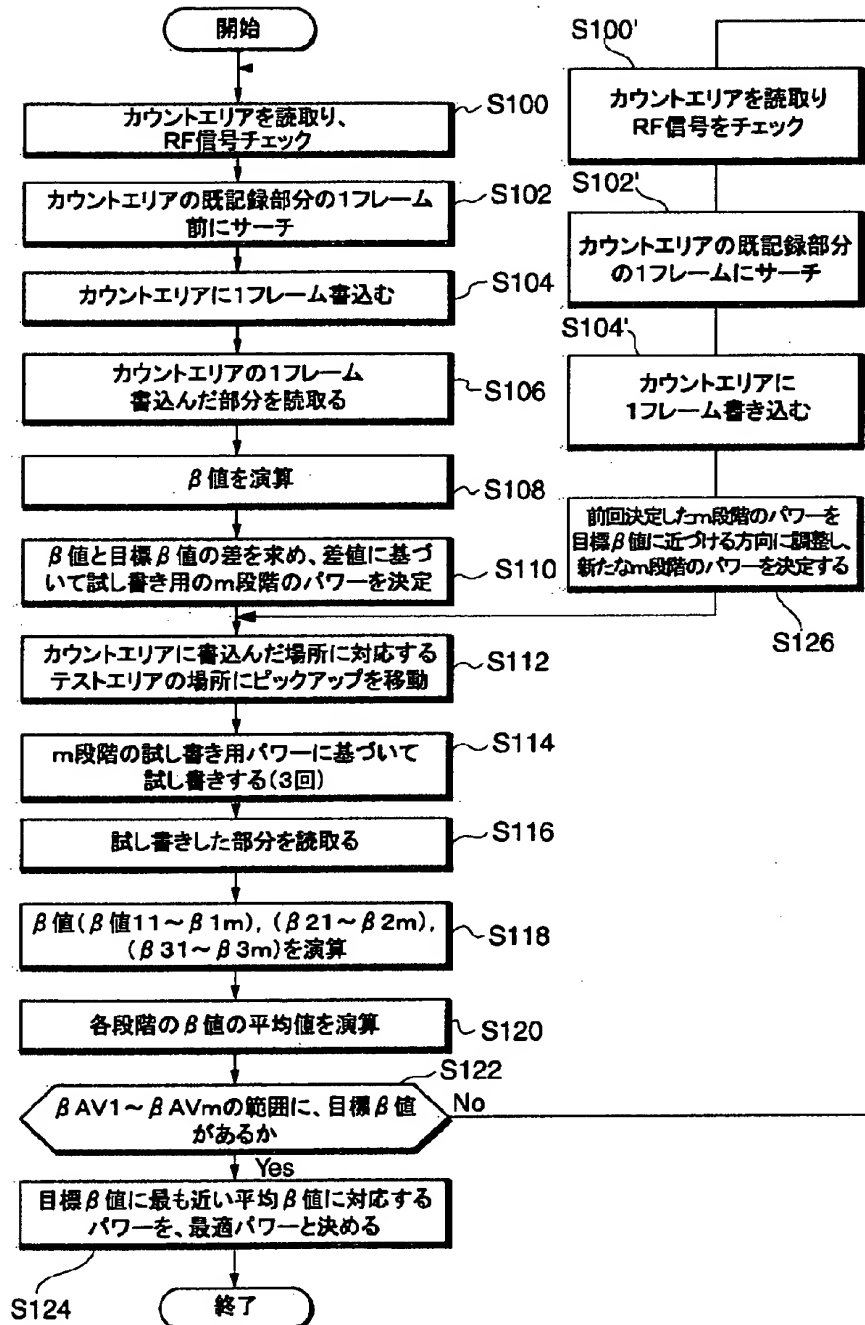 開始
カウントエリアを読取り、
RF信号チェック
S100
カウントエリアの既記録部分の1フレーム
前にサーチ
S102
カウントエリアに1フレーム書込む
S104
カウントエリアの1フレーム
書込んだ部分を読取る
S106
β値を演算
S108
β値と目標β値の差を求め、差値に基づ
いて試し書き用のm段階のパワーを決定
S110
カウントエリアに書込んだ場所に対応する
テストエリアの場所にピックアップを移動
S112
m段階の試し書き用パワーに基づいて
試し書きする(3回)
S114
試し書きした部分を読取る
S116
β値(β値11～β1m), (β21～β2m),
(β31～β3m)を演算
S118
各段階のβ値の平均値を演算
S120
S122
βAV1～βAVmの範囲に、目標β値
があるか
No
Yes
目標β値に最も近い平均β値に対応する
パワーを、最適パワーと決める
S124
終了
S100'
カウントエリアを読取り
RF信号をチェック
S102'
カウントエリアの既記録部分
の1フレームにサーチ
S104'
カウントエリアに
1フレーム書き込む
前回決定したm段階のパワーを
目標β値に近づける方向に調整し、
新たなm段階のパワーを決定する
S126